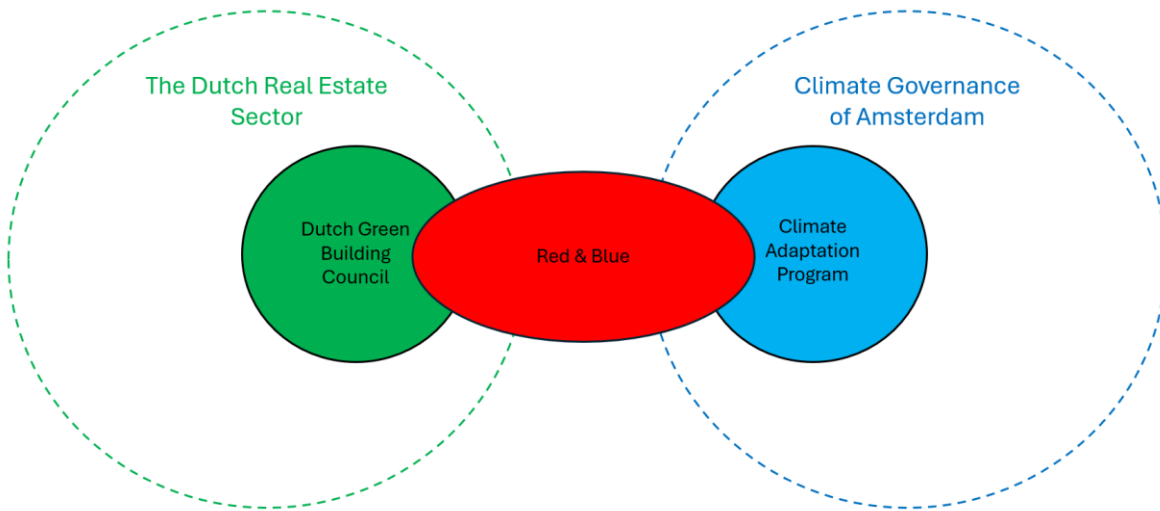 The Dutch Real Estate
Sector
Climate Governance
of Amsterdam
Dutch Green
Building
Council
Red & Blue
Climate
Adaptation
Program